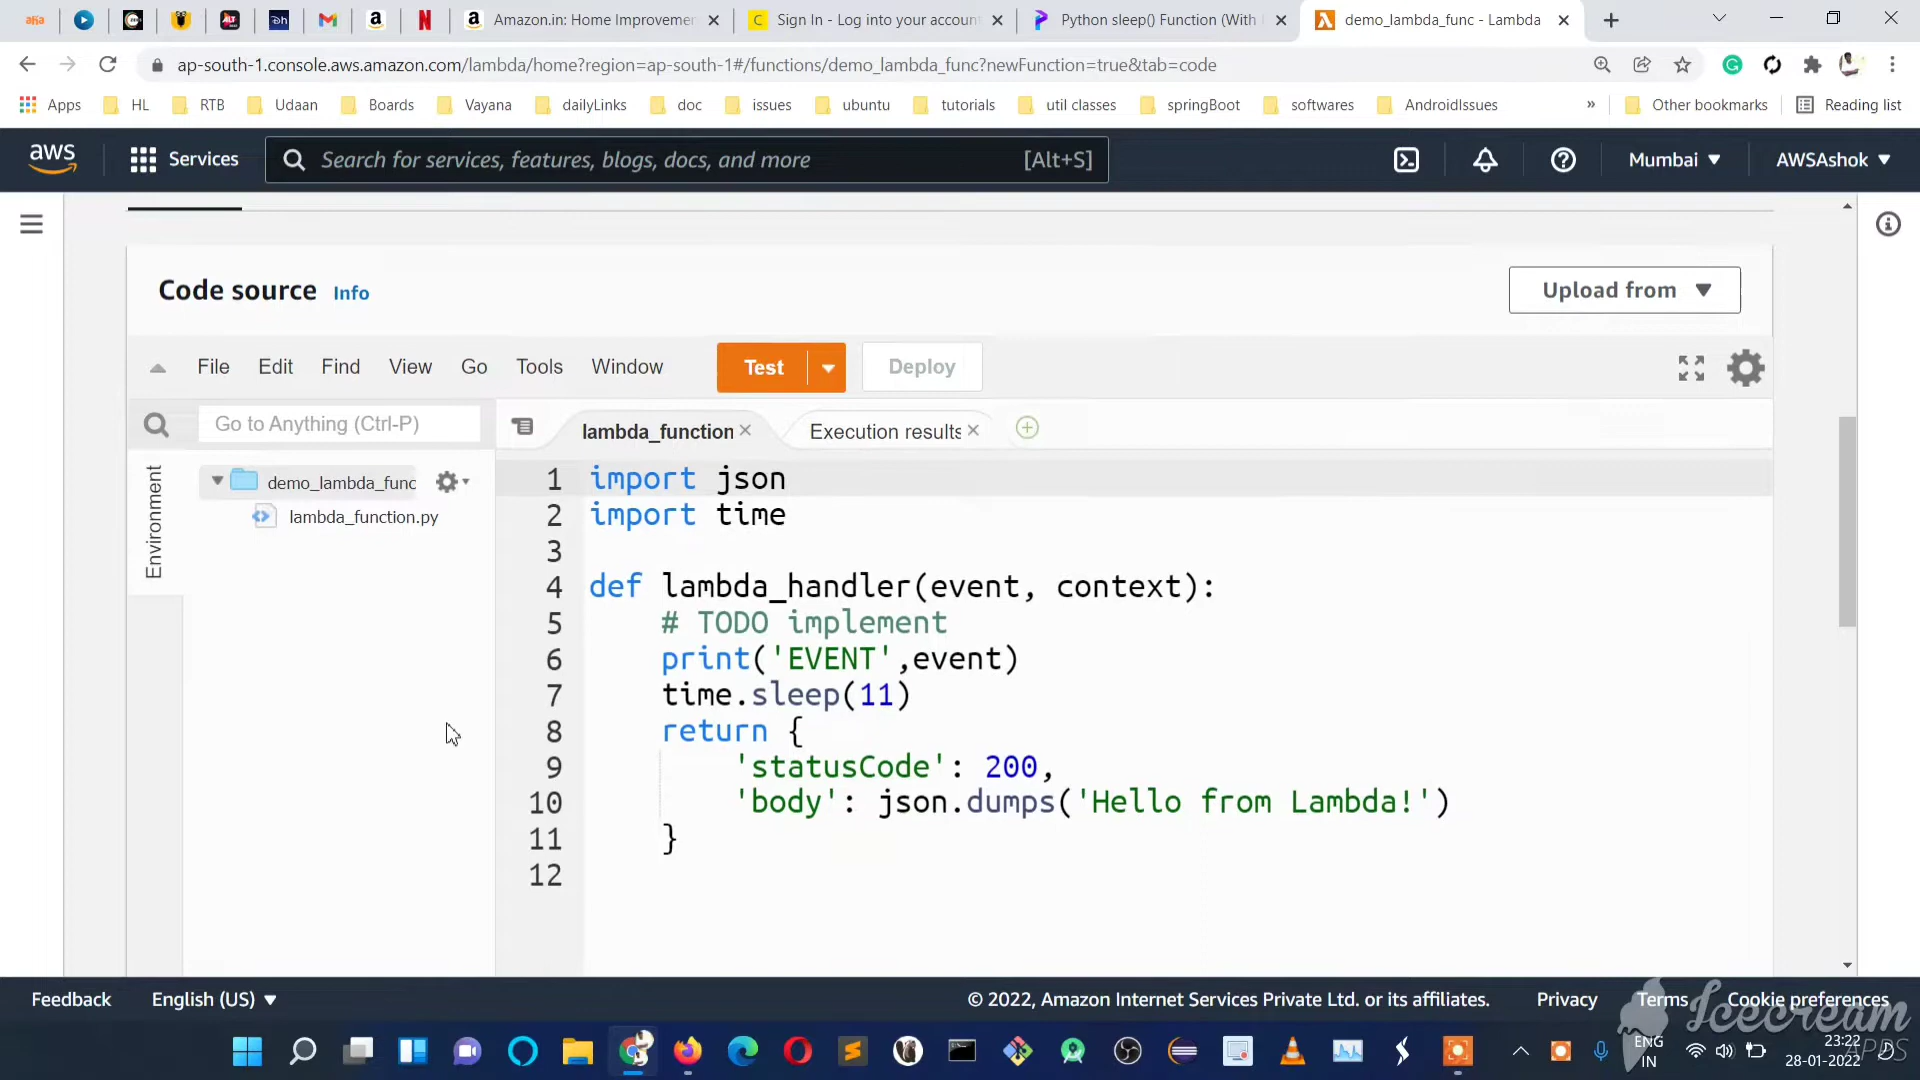 Amazon.in: Home Improvemen
Sign In - Log into your accoun
Python sleep() Function (With
demo_lambda_func - Lambda
ap-south-1.console.aws.amazon.com/lambda/home?region=ap-south-1#/functions/demo_lambda_func?newFunction=true&tab=code
Apps HL RTB Udaan Boards Vayana dailyLinks doc issues ubuntu tutorials util classes springBoot softwares AndroidIssues » Other bookmarks Reading list
aws Services Search for services, features, blogs, docs, and more [Alt+S] Mumbai AWSAshok
Code source Info Upload from
File Edit Find View Go Tools Window Test Deploy
Go to Anything (Ctrl-P)
lambda_function Execution results
Environment
demo_lambda_func
lambda_function.py
1 import json
2 import time
3
4 def lambda_handler(event, context):
5 # TODO implement
6 print('EVENT',event)
7 time.sleep(11)
8 return {
9 'statusCode': 200,
10 'body': json.dumps('Hello from Lambda!')
11 }
12
Feedback English (US) © 2022, Amazon Internet Services Private Ltd. or its affiliates. Privacy Terms Cookie preferences
Icecream
APPS
ENG
IN
23:22
28-01-2022